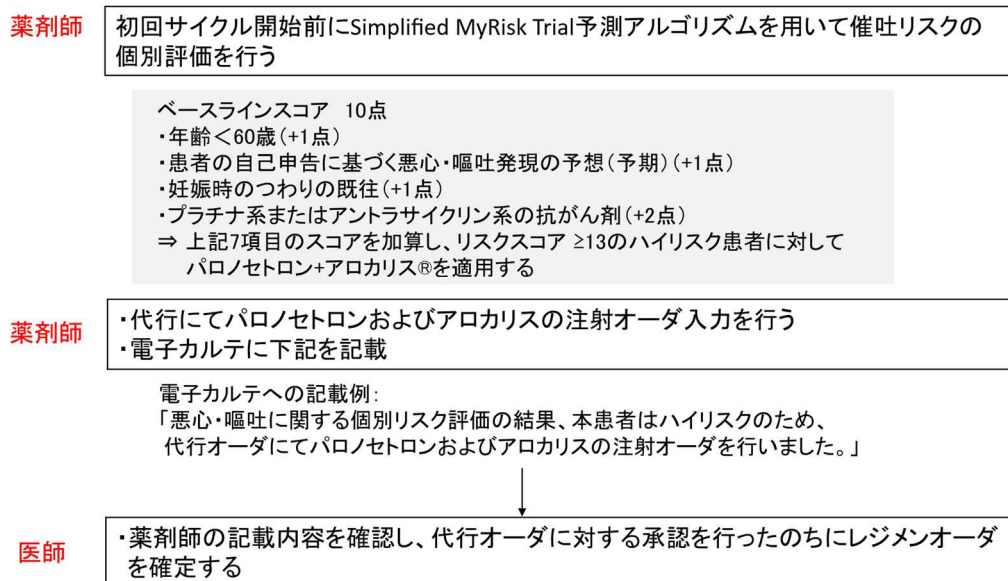 薬剤師
初回サイクル開始前にSimplified MyRisk Trial予測アルゴリズムを用いて催吐リスクの
個別評価を行う
ベースラインスコア 10点
・年齢<60歳(+1点)
・患者の自己申告に基づく悪心・嘔吐発現の予想(予期)(+1点)
・妊娠時のつわりの既往(+1点)
・プラチナ系またはアントラサイクリン系の抗がん剤(+2点)
⇒ 上記7項目のスコアを加算し、リスクスコア ≥13のハイリスク患者に対して
パロノセトロン+アロカリス®を適用する
薬剤師
・代行にてパロノセトロンおよびアロカリスの注射オーダ入力を行う
・電子カルテに下記を記載
電子カルテへの記載例:
「悪心・嘔吐に関する個別リスク評価の結果、本患者はハイリスクのため、
代行オーダにてパロノセトロンおよびアロカリスの注射オーダを行いました。」
医師
・薬剤師の記載内容を確認し、代行オーダに対する承認を行ったのちにレジメンオーダ
を確定する